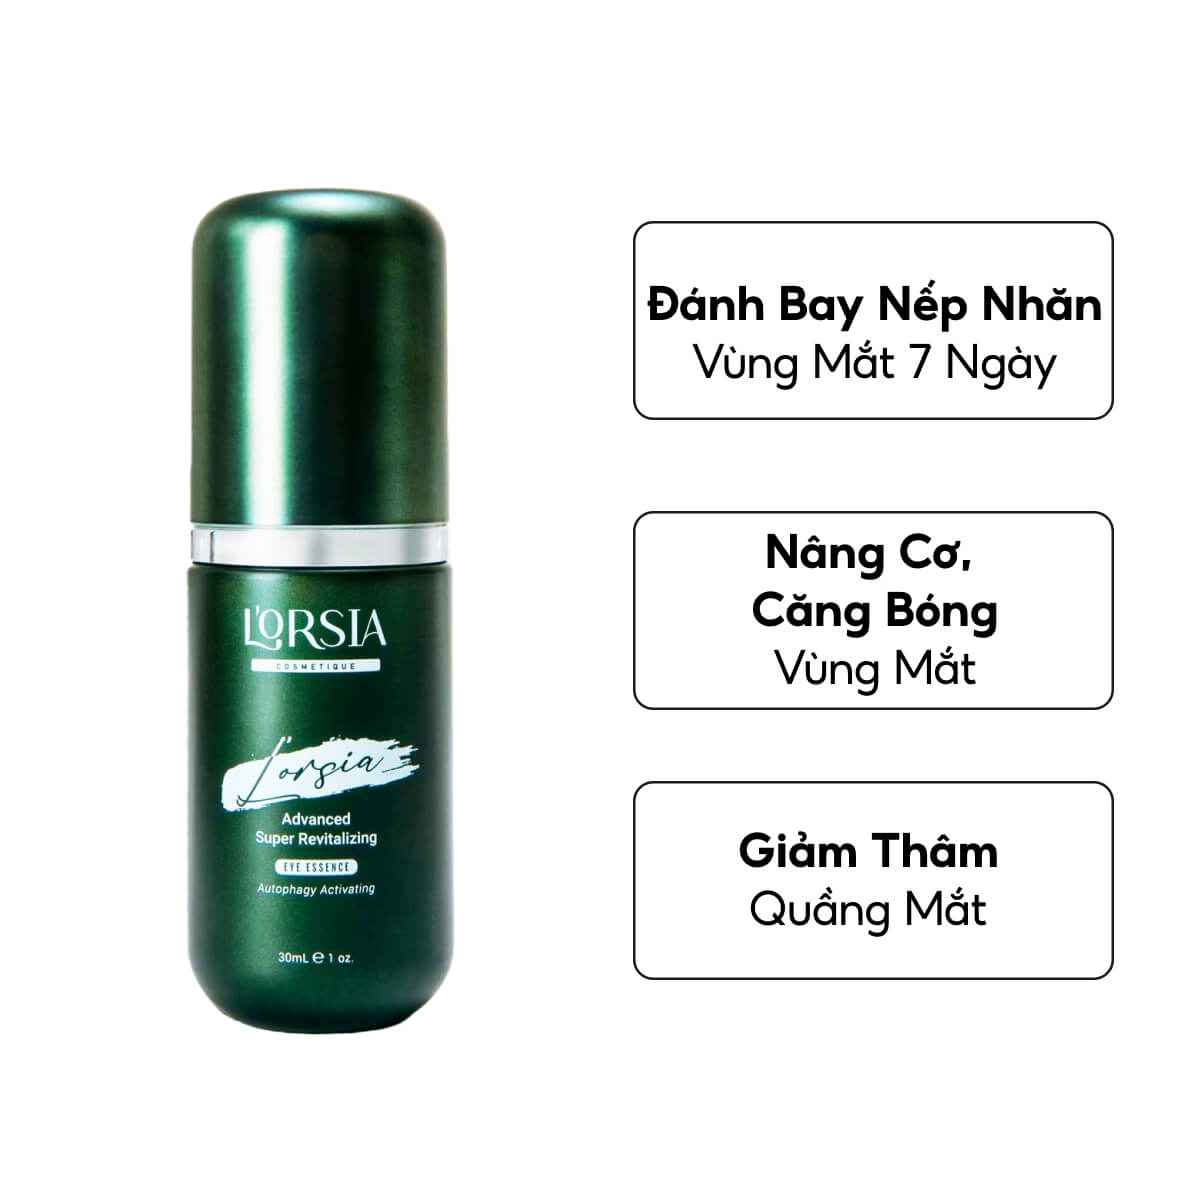 L'ORSIA
COSMETIQUE
L'orsia
Advanced
Super Revitalizing
EYE ESSENCE
Autophagy Activating
30mL ℮ 1 oz.
Đánh Bay Nếp Nhăn
Vùng Mắt 7 Ngày
Nâng Cơ,
Căng Bóng
Vùng Mắt
Giảm Thâm
Quầng Mắt